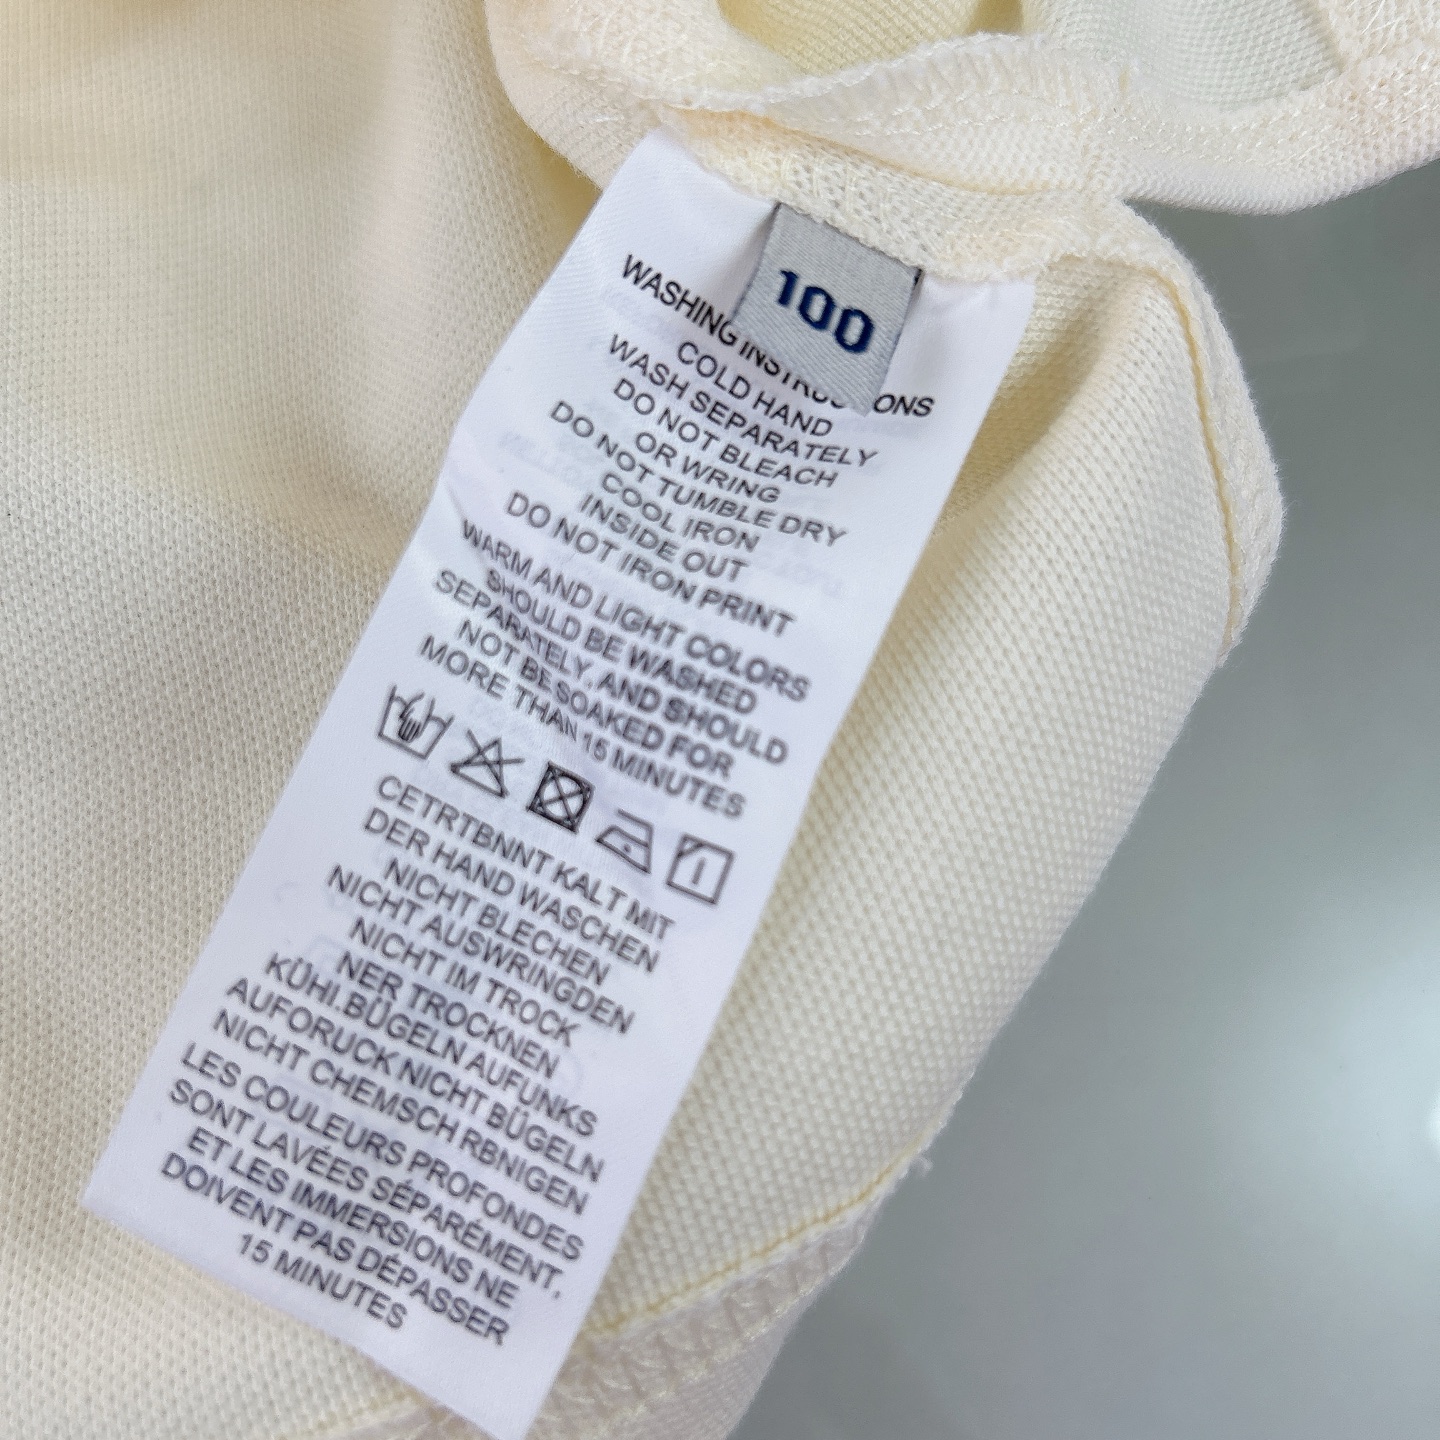 100
WASHING INSTRUCTIONS
COLD HAND
WASH SEPARATELY
DO NOT BLEACH
OR WRING
DO NOT TUMBLE DRY
COOL IRON
INSIDE OUT
DO NOT IRON PRINT
WARM AND LIGHT COLORS
SHOULD BE WASHED
SEPARATELY, AND SHOULD
NOT BE SOAKED FOR
MORE THAN 15 MINUTES
CETRTBNNT KALT MIT
DER HAND WASCHEN
NICHT BLECHEN
NICHT AUSWRINGDEN
NICHT IM TROCK
NER TROCKNEN
KÜHI.BÜGELN AUFUNKS
AUFORUCK NICHT BÜGELN
NICHT CHEMSCH RBNIGEN
LES COULEURS PROFONDES
SONT LAVÉES SÉPARÉMENT,
ET LES IMMERSIONS NE
DOIVENT PAS DÉPASSER
15 MINUTES